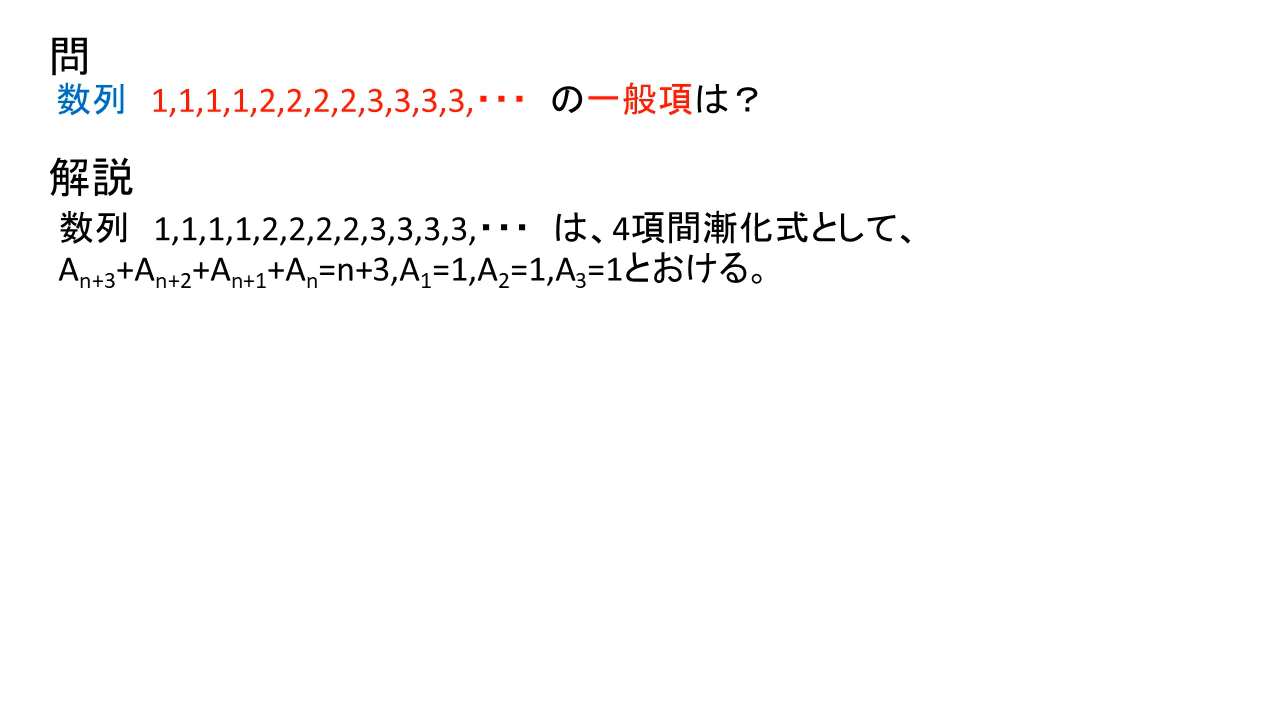 問
数列　1,1,1,1,2,2,2,2,3,3,3,3,・・・　の一般項は？
解説
数列　1,1,1,1,2,2,2,2,3,3,3,3,・・・　は、4項間漸化式として、
Aₙ₊₃+Aₙ₊₂+Aₙ₊₁+Aₙ=n+3,A₁=1,A₂=1,A₃=1とおける。